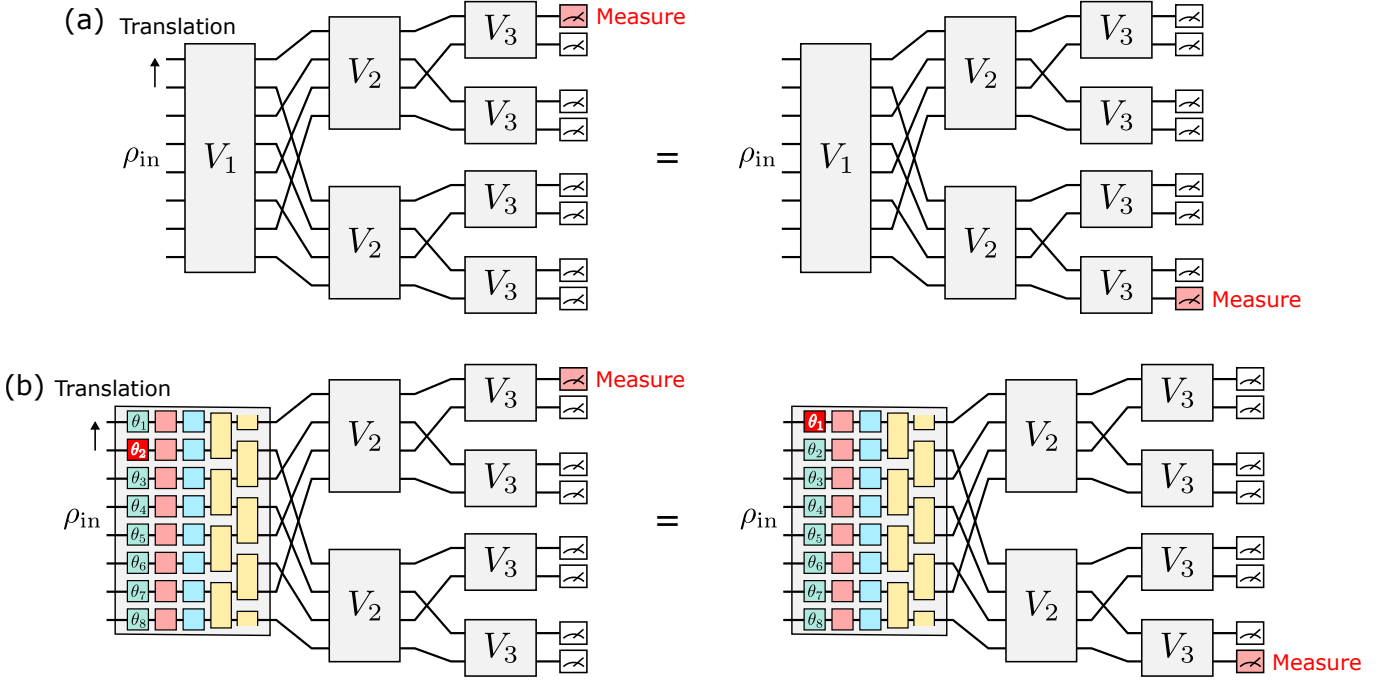 (a) Translation
Measure
V₁
V₂
V₂
V₃
V₃
V₃
V₃
ρin
=
ρin
V₁
V₂
V₂
V₃
V₃
V₃
V₃
Measure
(b) Translation
Measure
θ₁
θ₂
θ₃
θ₄
θ₅
θ₆
θ₇
θ₈
ρin
V₂
V₂
V₃
V₃
V₃
V₃
=
ρin
θ₁
θ₂
θ₃
θ₄
θ₅
θ₆
θ₇
θ₈
V₂
V₂
V₃
V₃
V₃
V₃
Measure